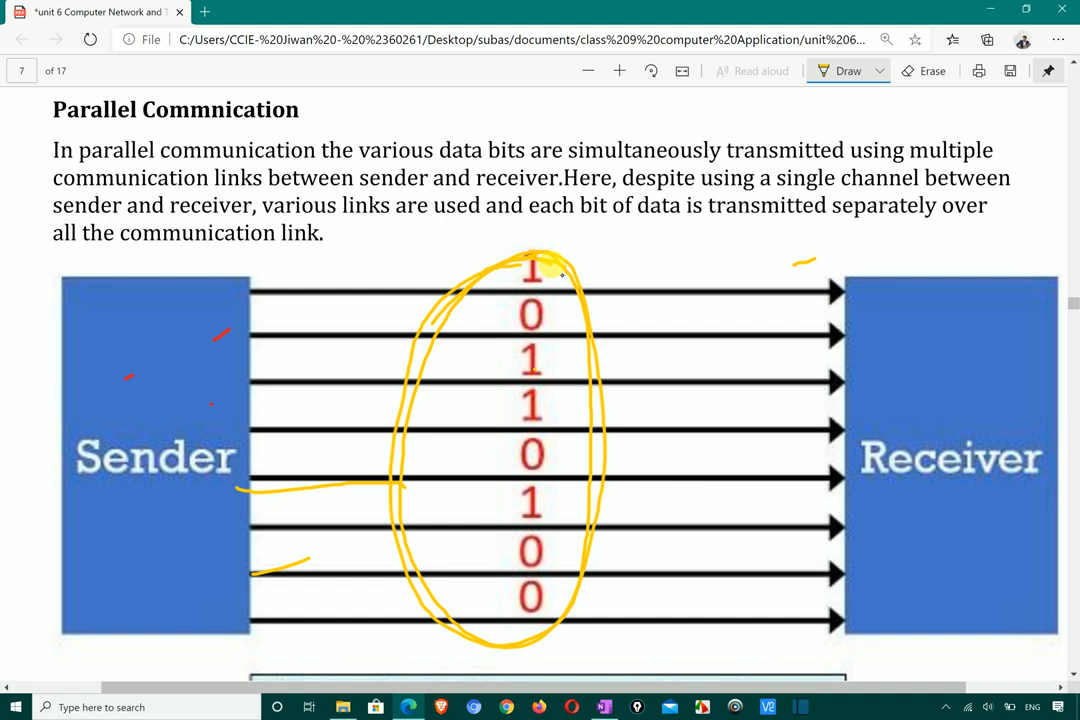 *unit 6 Computer Network and T
File
C:/Users/CCIE-%20Jiwan%20-%20%2360261/Desktop/subas/documents/class%209%20computer%20Application/unit%206...
7 of 17
Read aloud
Draw
Erase
Parallel Commnication
In parallel communication the various data bits are simultaneously transmitted using multiple
communication links between sender and receiver.Here, despite using a single channel between
sender and receiver, various links are used and each bit of data is transmitted separately over
all the communication link.
1
0
1
1
0
1
0
0
Sender
Receiver
Type here to search
ENG